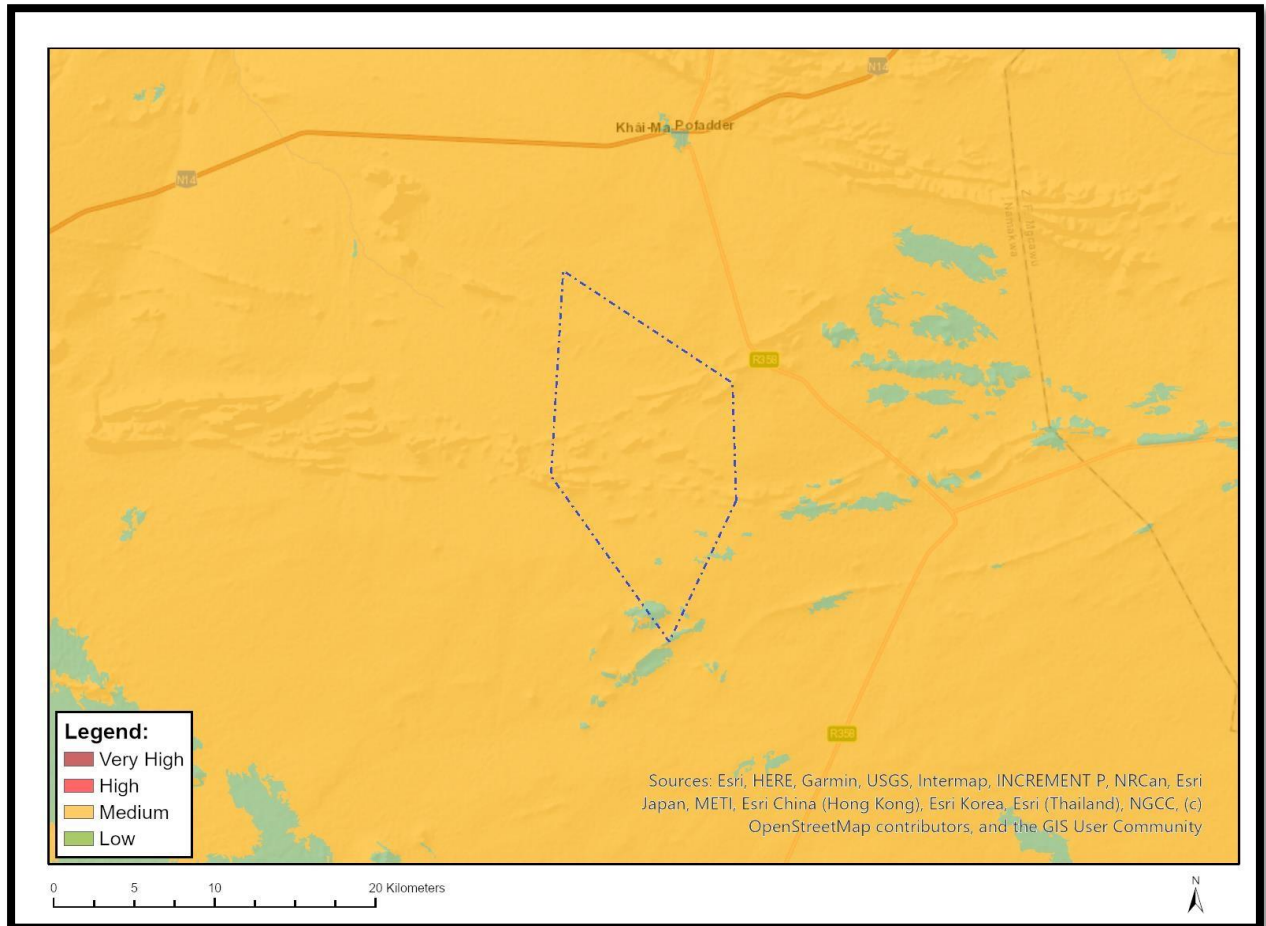 N14
Khâi-Ma Pofadder
N14
Namakwa
R358
R358
Legend:
Very High
High
Medium
Low
Sources: Esri, HERE, Garmin, USGS, Intermap, INCREMENT P, NRCan, Esri
Japan, METI, Esri China (Hong Kong), Esri Korea, Esri (Thailand), NGCC, (c)
OpenStreetMap contributors, and the GIS User Community
0 5 10 20 Kilometers
N